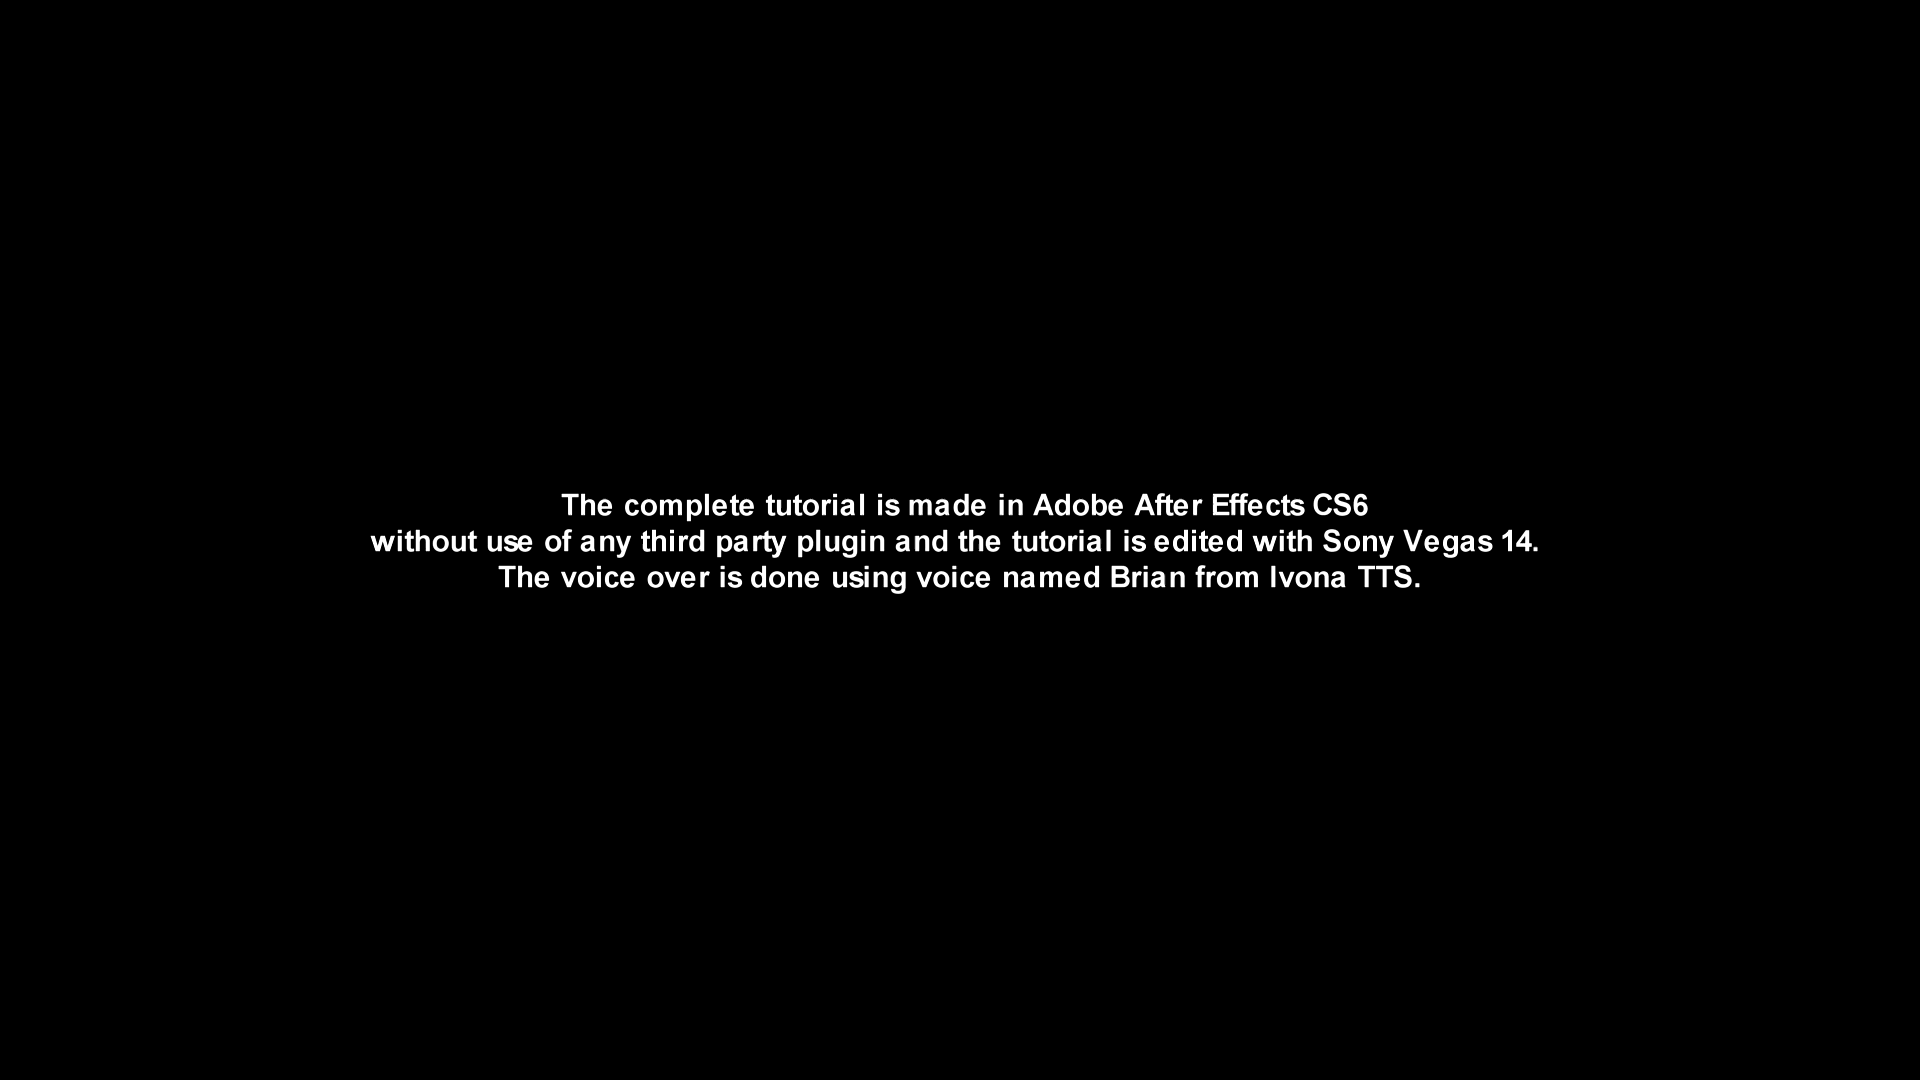 The complete tutorial is made in Adobe After Effects CS6
without use of any third party plugin and the tutorial is edited with Sony Vegas 14.
The voice over is done using voice named Brian from Ivona TTS.